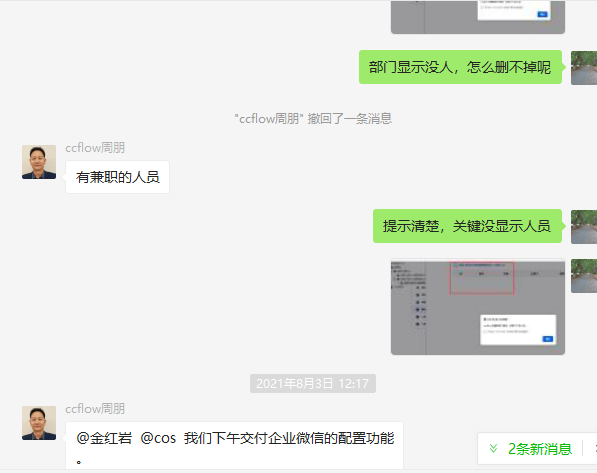 部门显示没人，怎么删不掉呢
"ccflow周朋" 撤回了一条消息
ccflow周朋
有兼职的人员
提示清楚，关键没显示人员
2021年8月3日 12:17
ccflow周朋
@金红岩 @cos 我们下午交付企业微信的配置功能
。
2条新消息